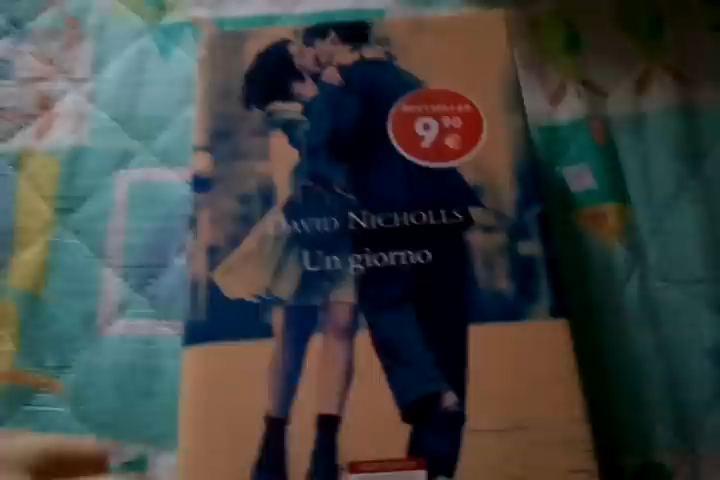 BESTSELLER
9,90
€
DAVID NICHOLLS
Un giorno